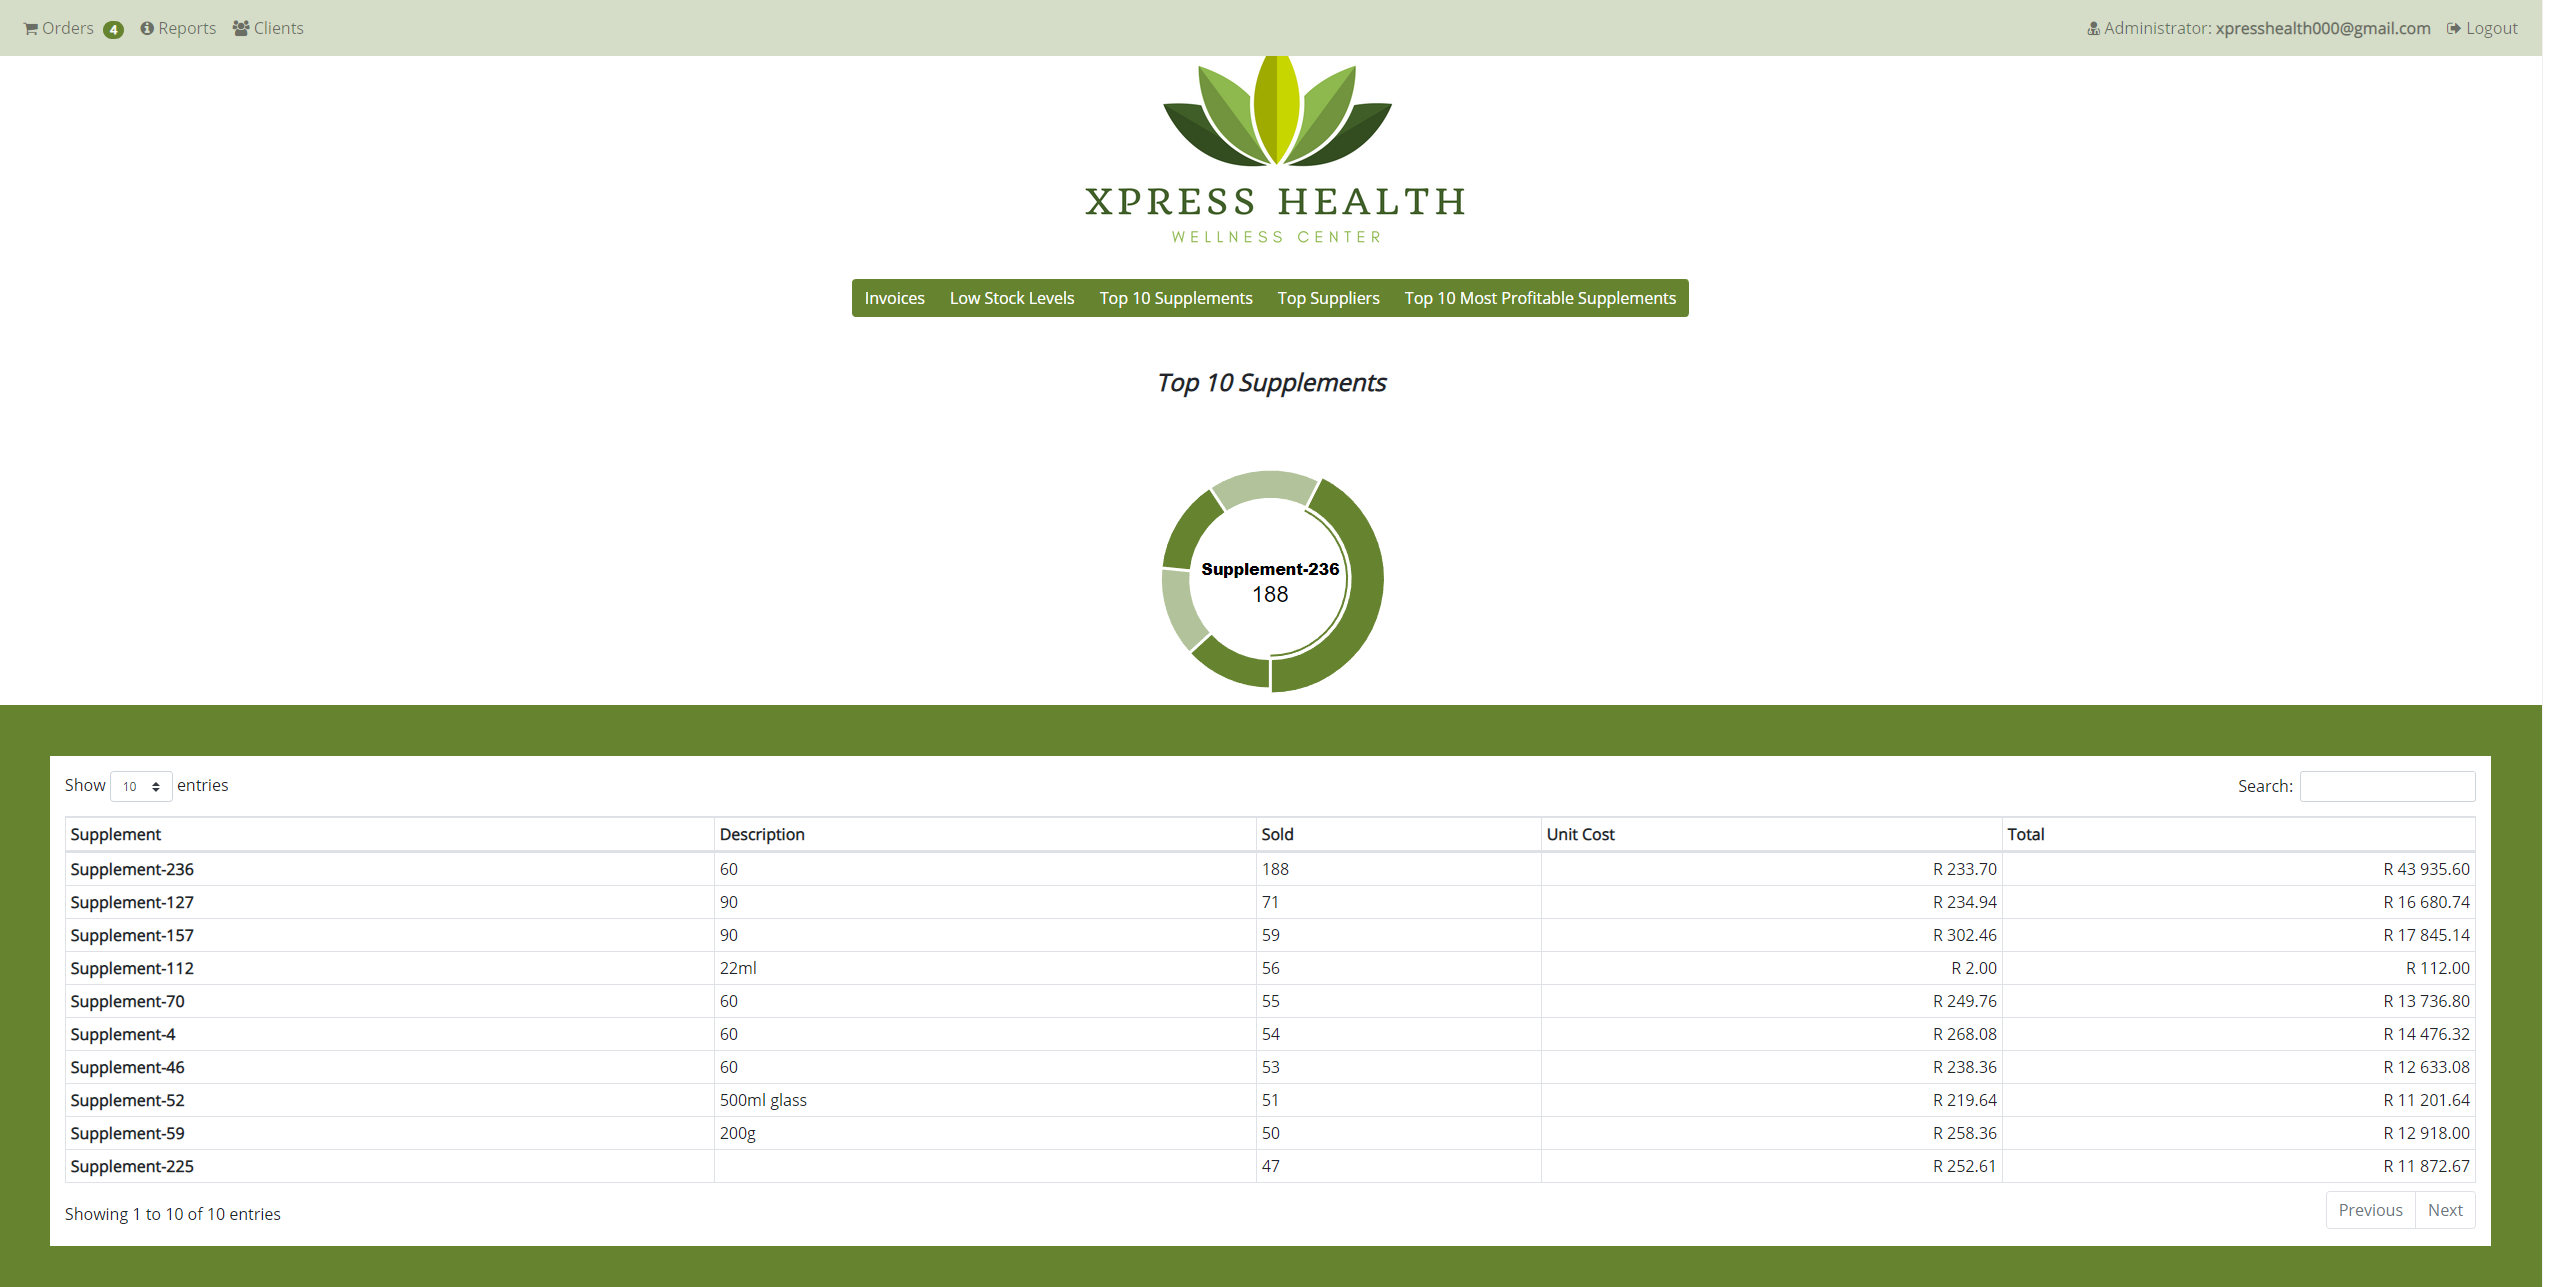 Orders 4 Reports Clients Administrator: xpresshealth000@gmail.com Logout
XPRESS HEALTH
WELLNESS CENTER
Invoices Low Stock Levels Top 10 Supplements Top Suppliers Top 10 Most Profitable Supplements
Top 10 Supplements
Supplement-236
188
Show 10 entries Search:
Supplement Description Sold Unit Cost Total
Supplement-236 60 188 R 233.70 R 43 935.60
Supplement-127 90 71 R 234.94 R 16 680.74
Supplement-157 90 59 R 302.46 R 17 845.14
Supplement-112 22ml 56 R 2.00 R 112.00
Supplement-70 60 55 R 249.76 R 13 736.80
Supplement-4 60 54 R 268.08 R 14 476.32
Supplement-46 60 53 R 238.36 R 12 633.08
Supplement-52 500ml glass 51 R 219.64 R 11 201.64
Supplement-59 200g 50 R 258.36 R 12 918.00
Supplement-225 47 R 252.61 R 11 872.67
Showing 1 to 10 of 10 entries Previous Next